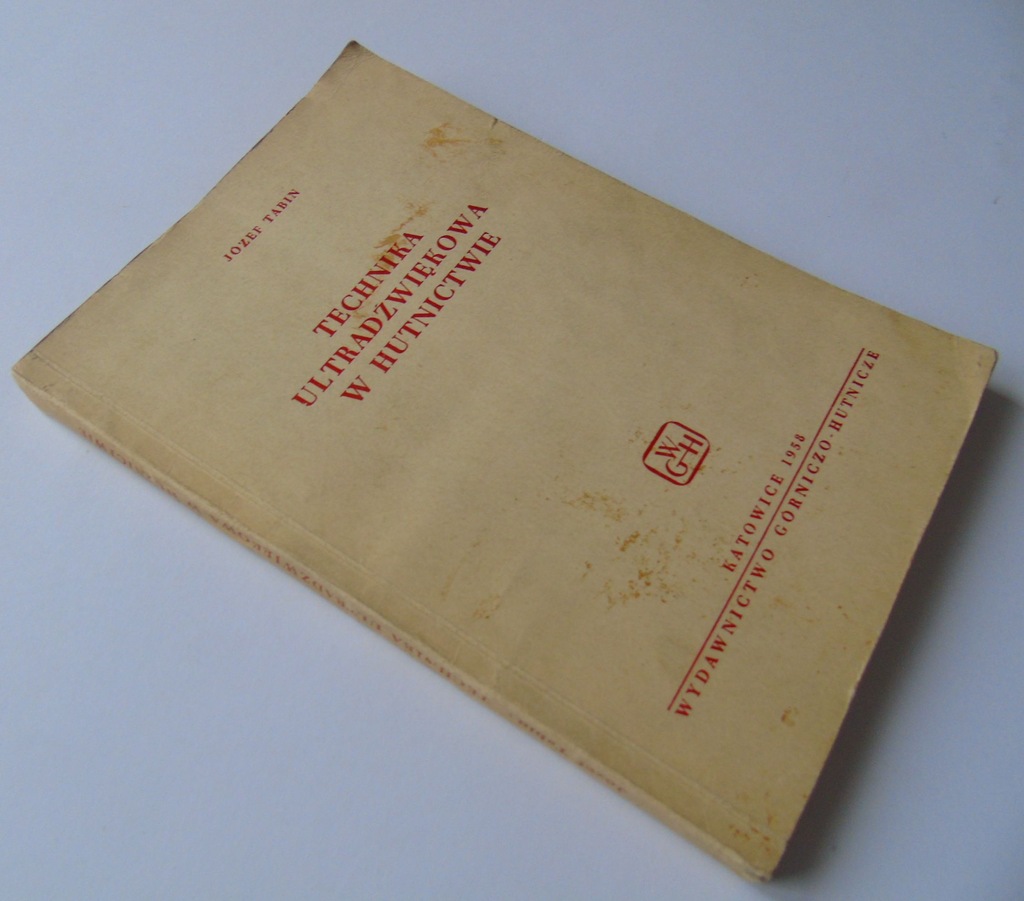 JÓZEF TABIN
TECHNIKA
ULTRADŹWIĘKOWA
W HUTNICTWIE
WGH
KATOWICE 1958
WYDAWNICTWO GÓRNICZO-HUTNICZE